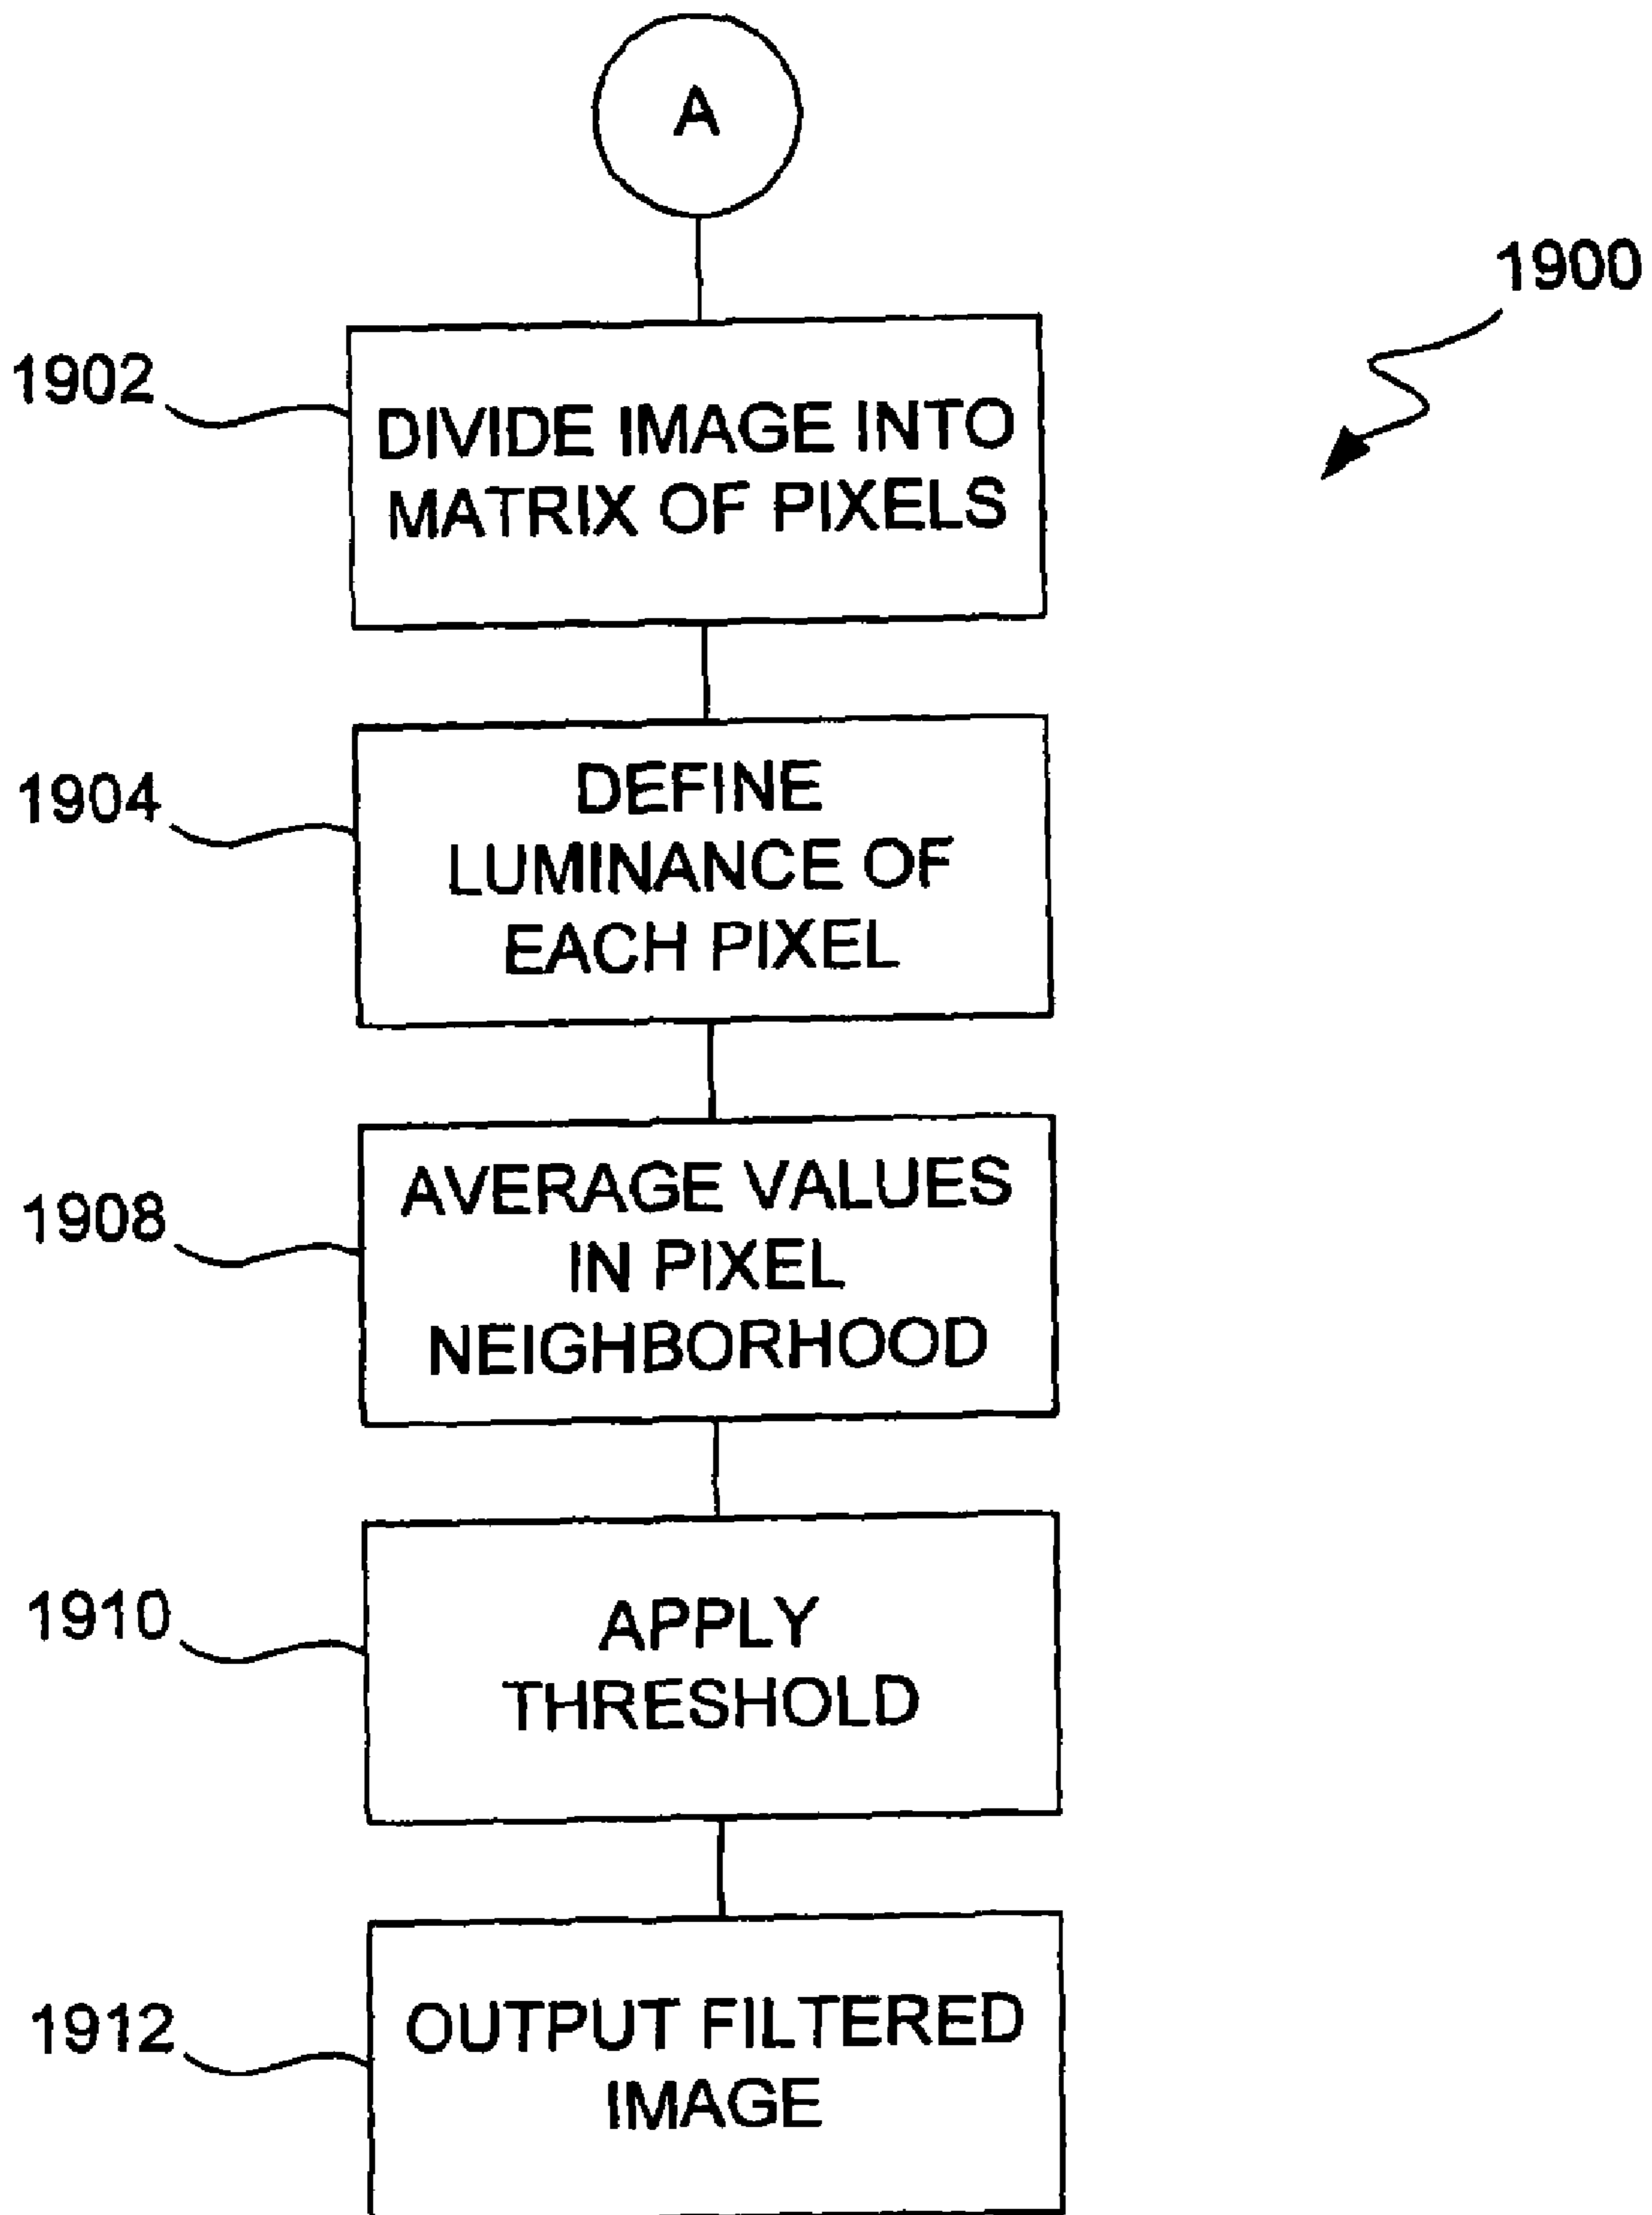 A
1900
1902
DIVIDE IMAGE INTO
MATRIX OF PIXELS
1904
DEFINE
LUMINANCE OF
EACH PIXEL
1908
AVERAGE VALUES
IN PIXEL
NEIGHBORHOOD
1910
APPLY
THRESHOLD
1912
OUTPUT FILTERED
IMAGE